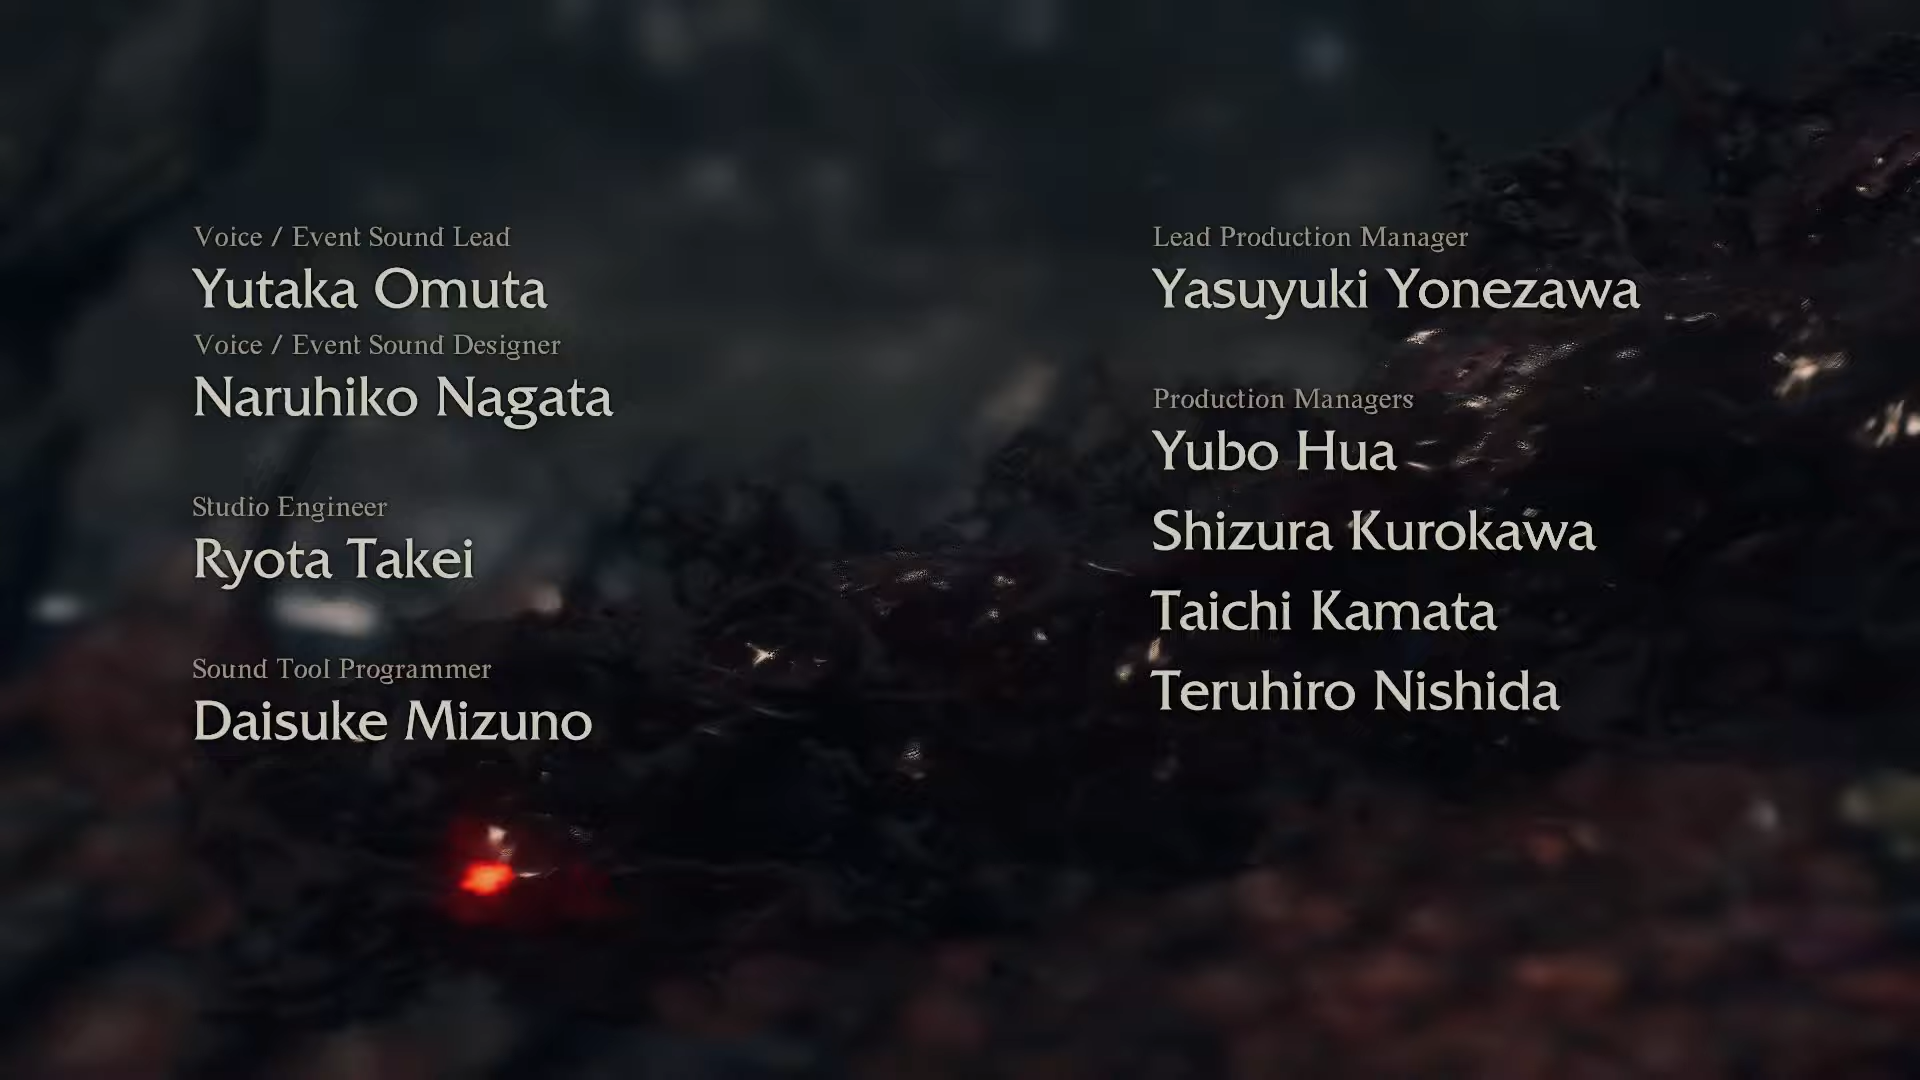 Voice / Event Sound Lead
Yutaka Omuta
Voice / Event Sound Designer
Naruhiko Nagata
Studio Engineer
Ryota Takei
Sound Tool Programmer
Daisuke Mizuno
Lead Production Manager
Yasuyuki Yonezawa
Production Managers
Yubo Hua
Shizura Kurokawa
Taichi Kamata
Teruhiro Nishida